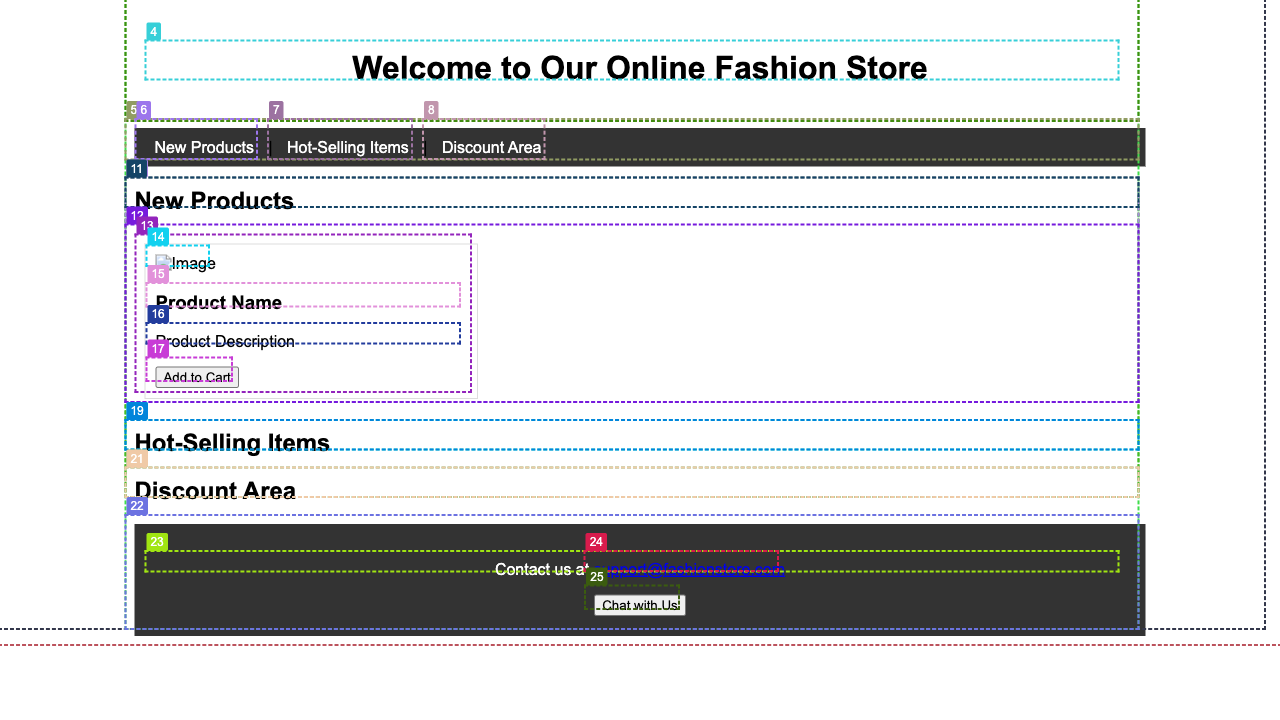 4
Welcome to Our Online Fashion Store
5 6 7 8
New Products Hot-Selling Items Discount Area
11
New Products
12
13
14
Image
15
Product Name
16
Product Description
17
Add to Cart
19
Hot-Selling Items
21
Discount Area
22
23 24
Contact us at support@fashionstore.com
25
Chat with Us